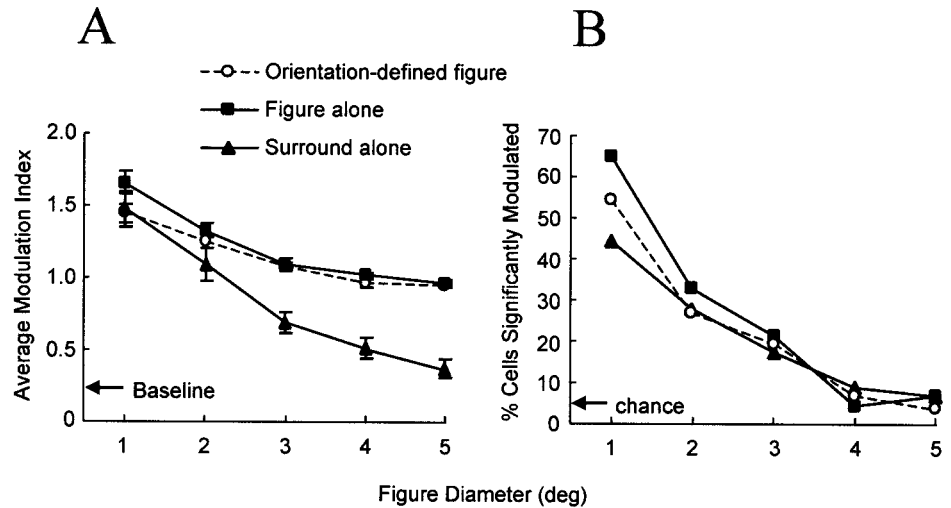 A
B
Orientation-defined figure
Figure alone
Surround alone
Average Modulation Index
2.0
1.5
1.0
0.5
0
Baseline
1 2 3 4 5
% Cells Significantly Modulated
70
60
50
40
30
20
10
0
chance
1 2 3 4 5
Figure Diameter (deg)